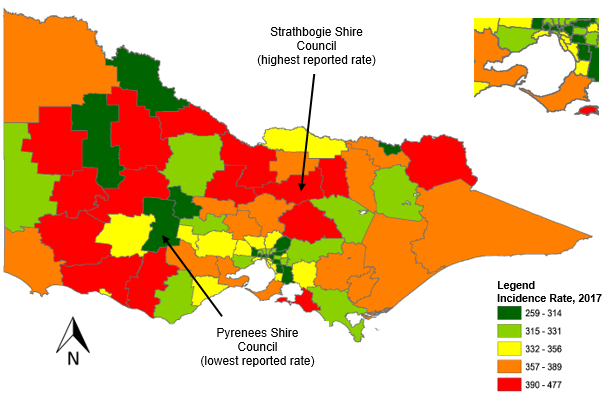 Strathbogie Shire
Council
(highest reported rate)
Pyrenees Shire
Council
(lowest reported rate)
N
Legend
Incidence Rate, 2017
259 - 314
315 - 331
332 - 356
357 - 389
390 - 477